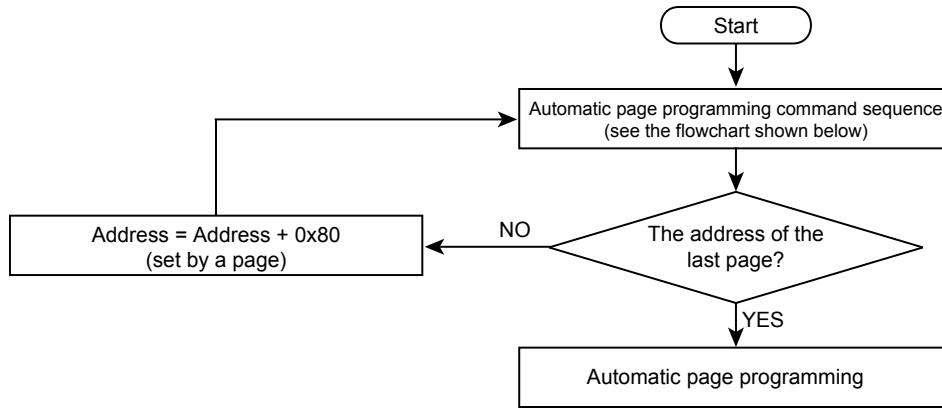 Start
Automatic page programming command sequence
(see the flowchart shown below)
The address of the
last page?
NO
Address = Address + 0x80
(set by a page)
YES
Automatic page programming